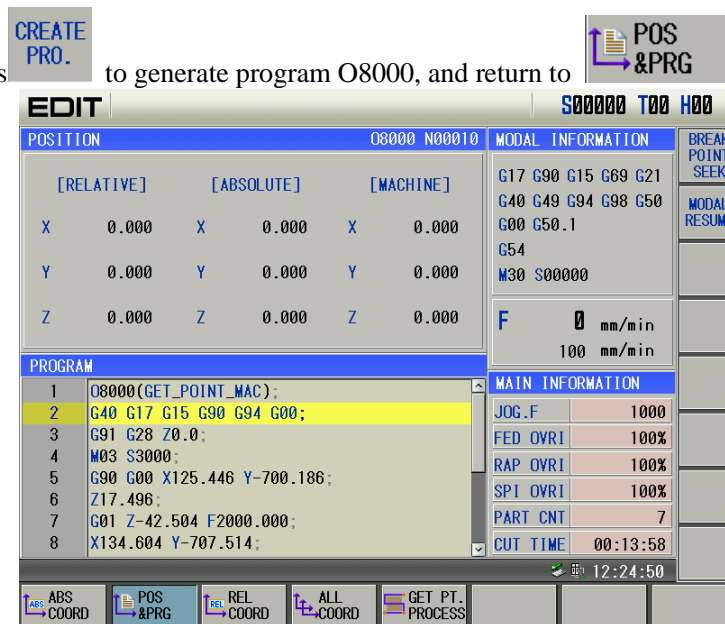 CREATE
PRO.
s to generate program O8000, and return to
POS
&PRG
EDIT S00000 T00 H00
POSITION O8000 N00010
[RELATIVE] [ABSOLUTE] [MACHINE]
X 0.000 X 0.000 X 0.000
Y 0.000 Y 0.000 Y 0.000
Z 0.000 Z 0.000 Z 0.000
MODAL INFORMATION
G17 G90 G15 G69 G21
G40 G49 G94 G98 G50
G00 G50.1
G54
M30 S00000
F 0 mm/min
100 mm/min
BREAK
POINT
SEEK
MODAL
RESUM
PROGRAM
1 O8000(GET_POINT_MAC);
2 G40 G17 G15 G90 G94 G00;
3 G91 G28 Z0.0;
4 M03 S3000;
5 G90 G00 X125.446 Y-700.186;
6 Z17.496;
7 G01 Z-42.504 F2000.000;
8 X134.604 Y-707.514;
MAIN INFORMATION
JOG.F 1000
FED OVRI 100%
RAP OVRI 100%
SPI OVRI 100%
PART CNT 7
CUT TIME 00:13:58
12:24:50
ABS ABS
COORD
POS
&PRG
REL REL
COORD
ALL
COORD
GET PT.
PROCESS